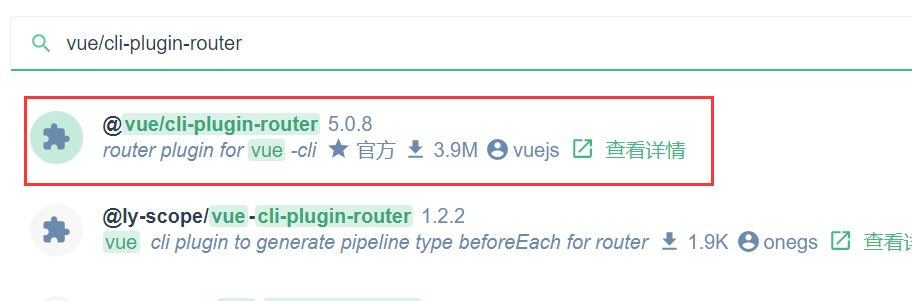 vue/cli-plugin-router
@vue/cli-plugin-router 5.0.8
router plugin for vue -cli 官方 3.9M vuejs 查看详情
@ly-scope/vue-cli-plugin-router 1.2.2
vue cli plugin to generate pipeline type beforeEach for router 1.9K onegs 查看详